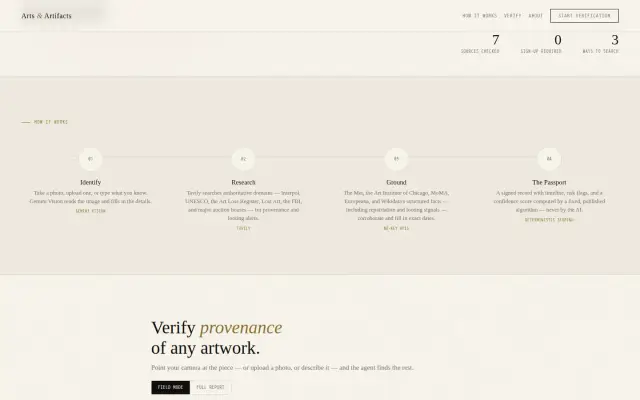 Arts & Artifacts
HOW IT WORKS VERIFY ABOUT START VERIFICATION
7 0 3
SOURCES CHECKED SIGN-UP REQUIRED WAYS TO SEARCH
HOW IT WORKS
01 02 03 04
Identify
Take a photo, upload one, or type what you know.
Gemini Vision reads the image and fills in the details.
GEMINI VISION
Research
Tavily searches authoritative domains — Interpol,
UNESCO, the Art Loss Register, Lost Art, the FBI,
and major auction houses — for provenance and
looting alerts.
TAVILY
Ground
The Met, the Art Institute of Chicago, MoMA,
Europeana, and Wikidata's structured facts —
including repatriation and looting signals —
corroborate and fill in exact dates.
NO-KEY APIS
The Passport
A signed record with timeline, risk flags, and a
confidence score computed by a fixed, published
algorithm — never by the AI.
DETERMINISTIC SCORING
Verify provenance
of any artwork.
Point your camera at the piece — or upload a photo, or describe it — and the agent finds the rest.
FIELD MODE FULL REPORT